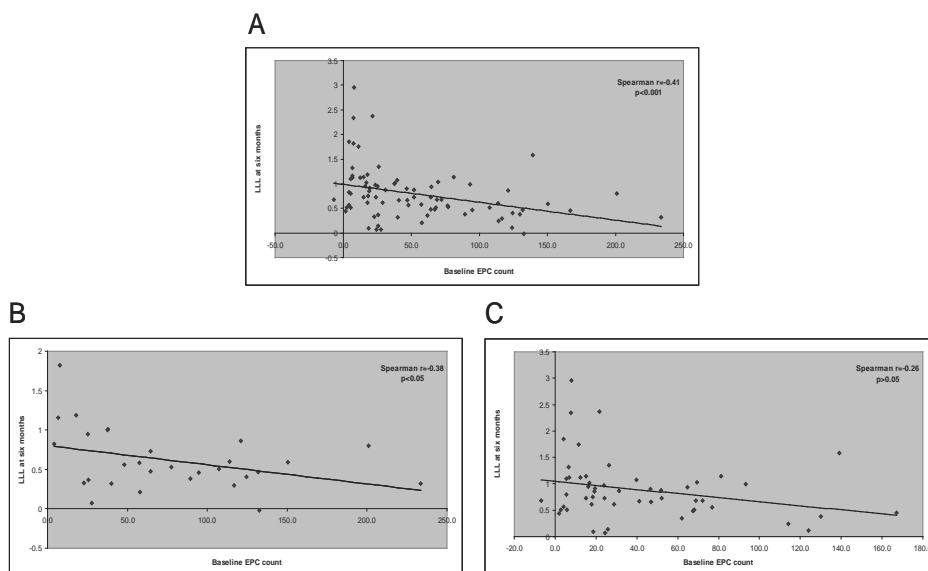 A
3.5
Spearman r=-0.41
p<0.001
3
2.5
2
1.5
1
0.5
0
-50.0 0.0 50.0 100.0 150.0 200.0 250.0
-0.5
LLL at six months
Baseline EPC count
B
2
Spearman r=-0.38
p<0.05
1.5
1
0.5
0
0.0 50.0 100.0 150.0 200.0 250.0
-0.5
LLL at six months
Baseline EPC count
C
3.5
Spearman r=-0.26
p>0.05
3
2.5
2
1.5
1
0.5
0
-20.0 0.0 20.0 40.0 60.0 80.0 100.0 120.0 140.0 160.0 180.0
LLL at six months
Baseline EPC count